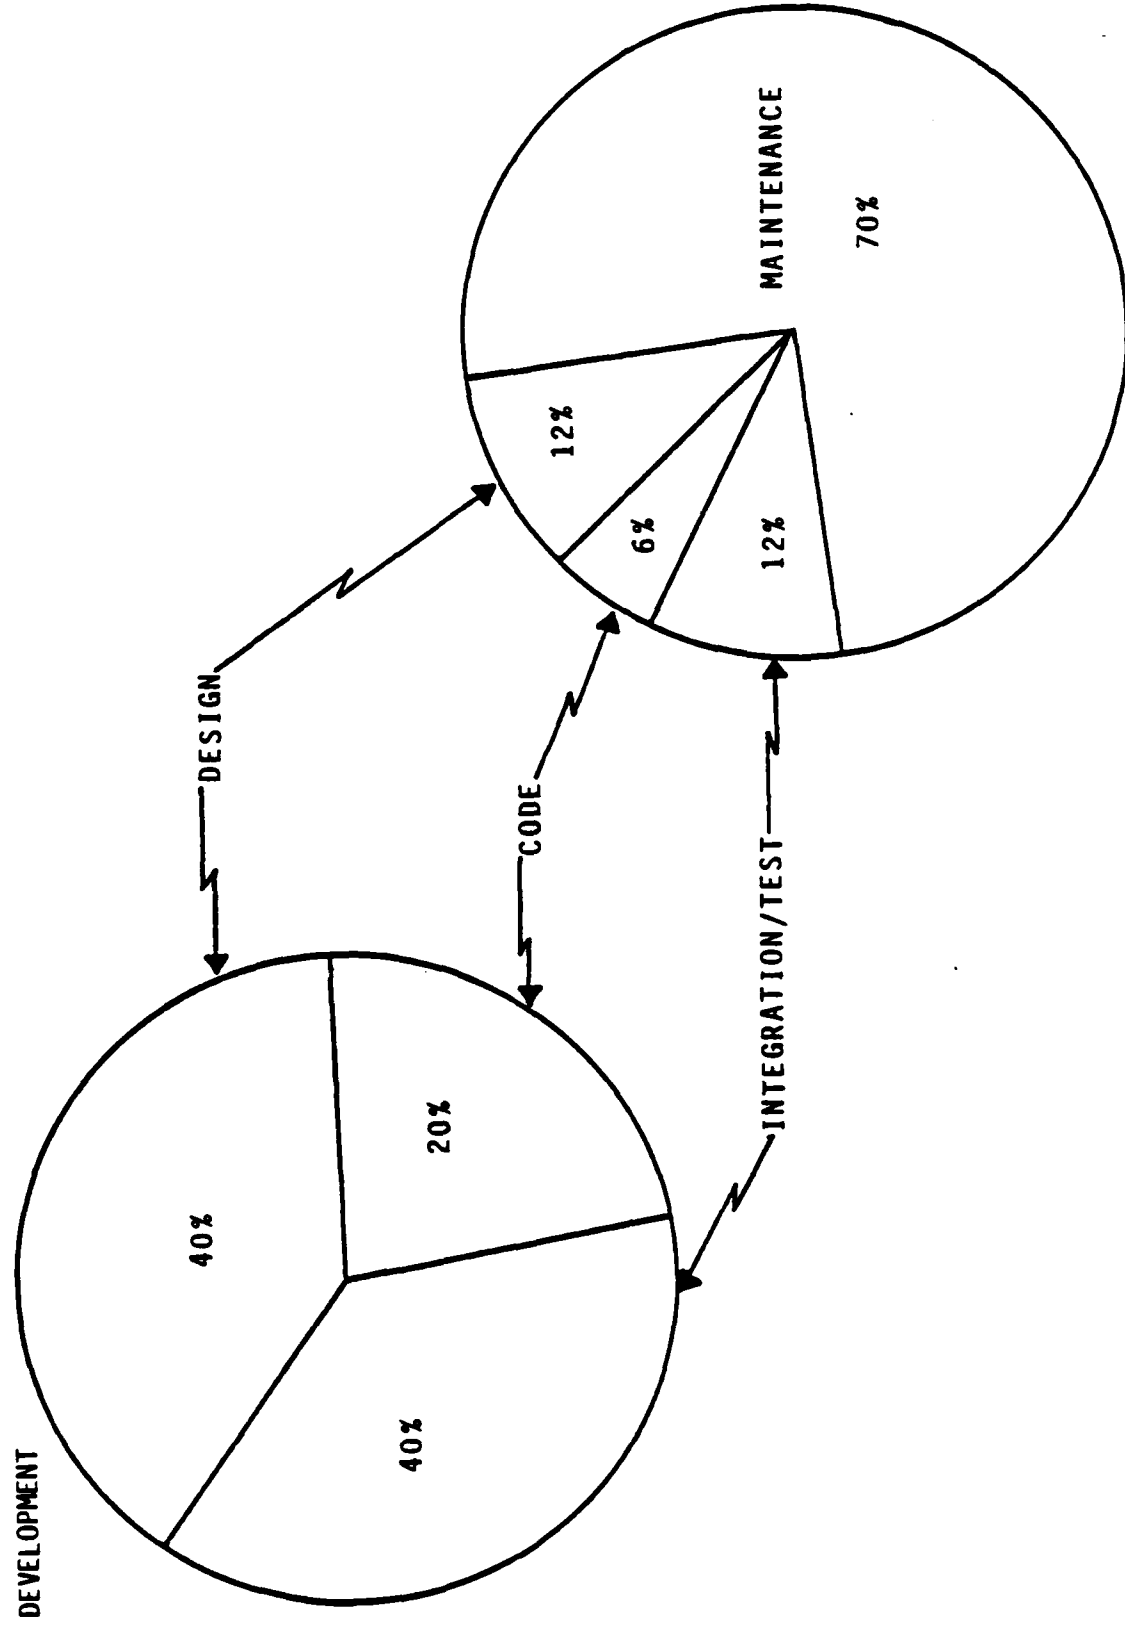 DEVELOPMENT
40%
DESIGN
40%
20%
CODE
12%
6%
INTEGRATION/TEST
12%
MAINTENANCE
70%